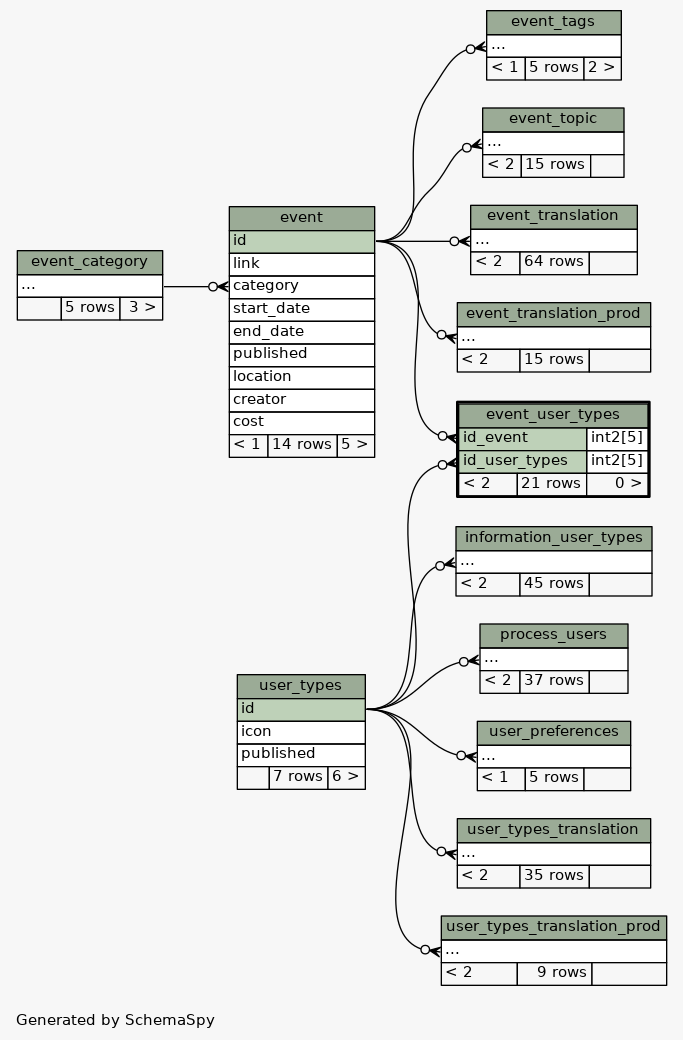 event_tags
...
< 1 5 rows 2 >
event_topic
...
< 2 15 rows
event_translation
...
< 2 64 rows
event_translation_prod
...
< 2 15 rows
event_user_types
id_event int2[5]
id_user_types int2[5]
< 2 21 rows 0 >
information_user_types
...
< 2 45 rows
process_users
...
< 2 37 rows
user_preferences
...
< 1 5 rows
user_types_translation
...
< 2 35 rows
user_types_translation_prod
...
< 2 9 rows
event
id
link
category
start_date
end_date
published
location
creator
cost
< 1 14 rows 5 >
event_category
...
5 rows 3 >
user_types
id
icon
published
7 rows 6 >
Generated by SchemaSpy